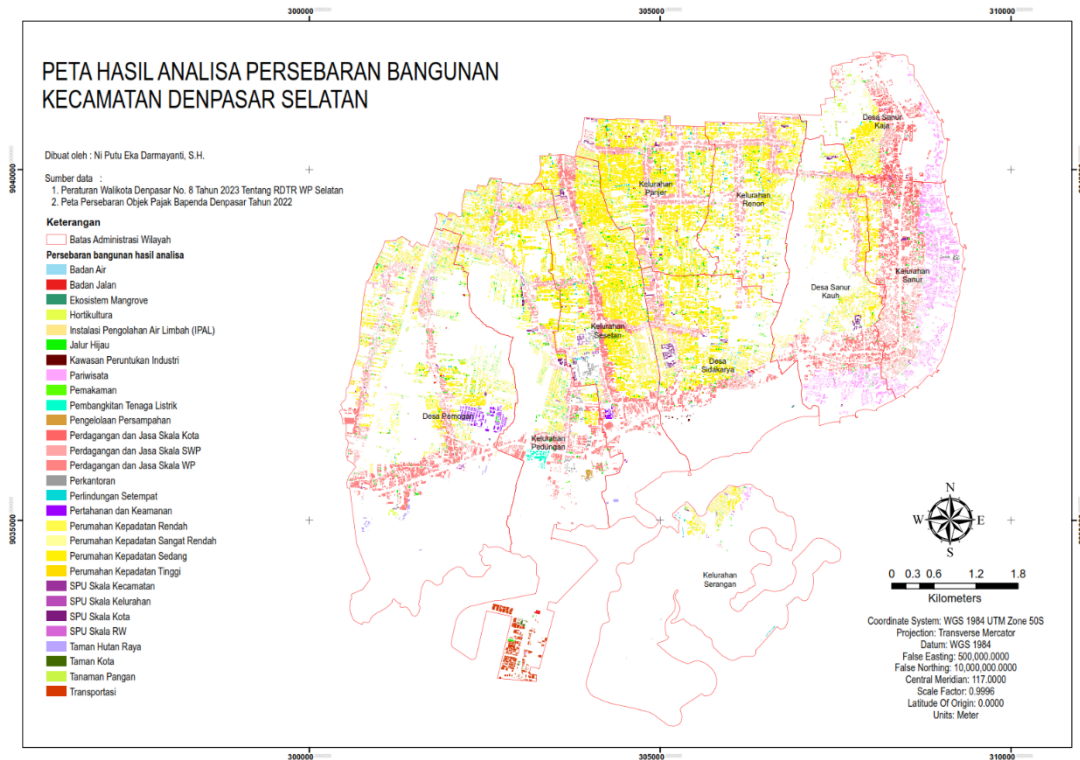 300000 305000 310000
PETA HASIL ANALISA PERSEBARAN BANGUNAN
KECAMATAN DENPASAR SELATAN
Dibuat oleh : Ni Putu Eka Darmayanti, S.H.
Sumber data :
1. Peraturan Walikota Denpasar No. 8 Tahun 2023 Tentang RDTR WP Selatan
2. Peta Persebaran Objek Pajak Bapenda Denpasar Tahun 2022
Keterangan
Batas Administrasi Wilayah
Persebaran bangunan hasil analisa
Badan Air
Badan Jalan
Ekosistem Mangrove
Hortikultura
Instalasi Pengolahan Air Limbah (IPAL)
Jalur Hijau
Kawasan Peruntukan Industri
Pariwisata
Pemakaman
Pembangkitan Tenaga Listrik
Pengelolaan Persampahan
Perdagangan dan Jasa Skala Kota
Perdagangan dan Jasa Skala SWP
Perdagangan dan Jasa Skala WP
Perkantoran
Perlindungan Setempat
Pertahanan dan Keamanan
Perumahan Kepadatan Rendah
Perumahan Kepadatan Sangat Rendah
Perumahan Kepadatan Sedang
Perumahan Kepadatan Tinggi
SPU Skala Kecamatan
SPU Skala Kelurahan
SPU Skala Kota
SPU Skala RW
Taman Hutan Raya
Taman Kota
Tanaman Pangan
Transportasi
9040000
9035000
Desa Sanur
Kaja
Kelurahan
Panjer
Kelurahan
Renon
Kelurahan
Sanur
Desa Sanur
Kauh
Kelurahan
Sesetan
Desa
Sidakarya
Desa Pemogan
Kelurahan
Pedungan
Kelurahan
Serangan
N
W E
S
0 0.3 0.6 1.2 1.8
Kilometers
Coordinate System: WGS 1984 UTM Zone 50S
Projection: Transverse Mercator
Datum: WGS 1984
False Easting: 500,000.0000
False Northing: 10,000,000.0000
Central Meridian: 117.0000
Scale Factor: 0.9996
Latitude Of Origin: 0.0000
Units: Meter
300000 305000 310000